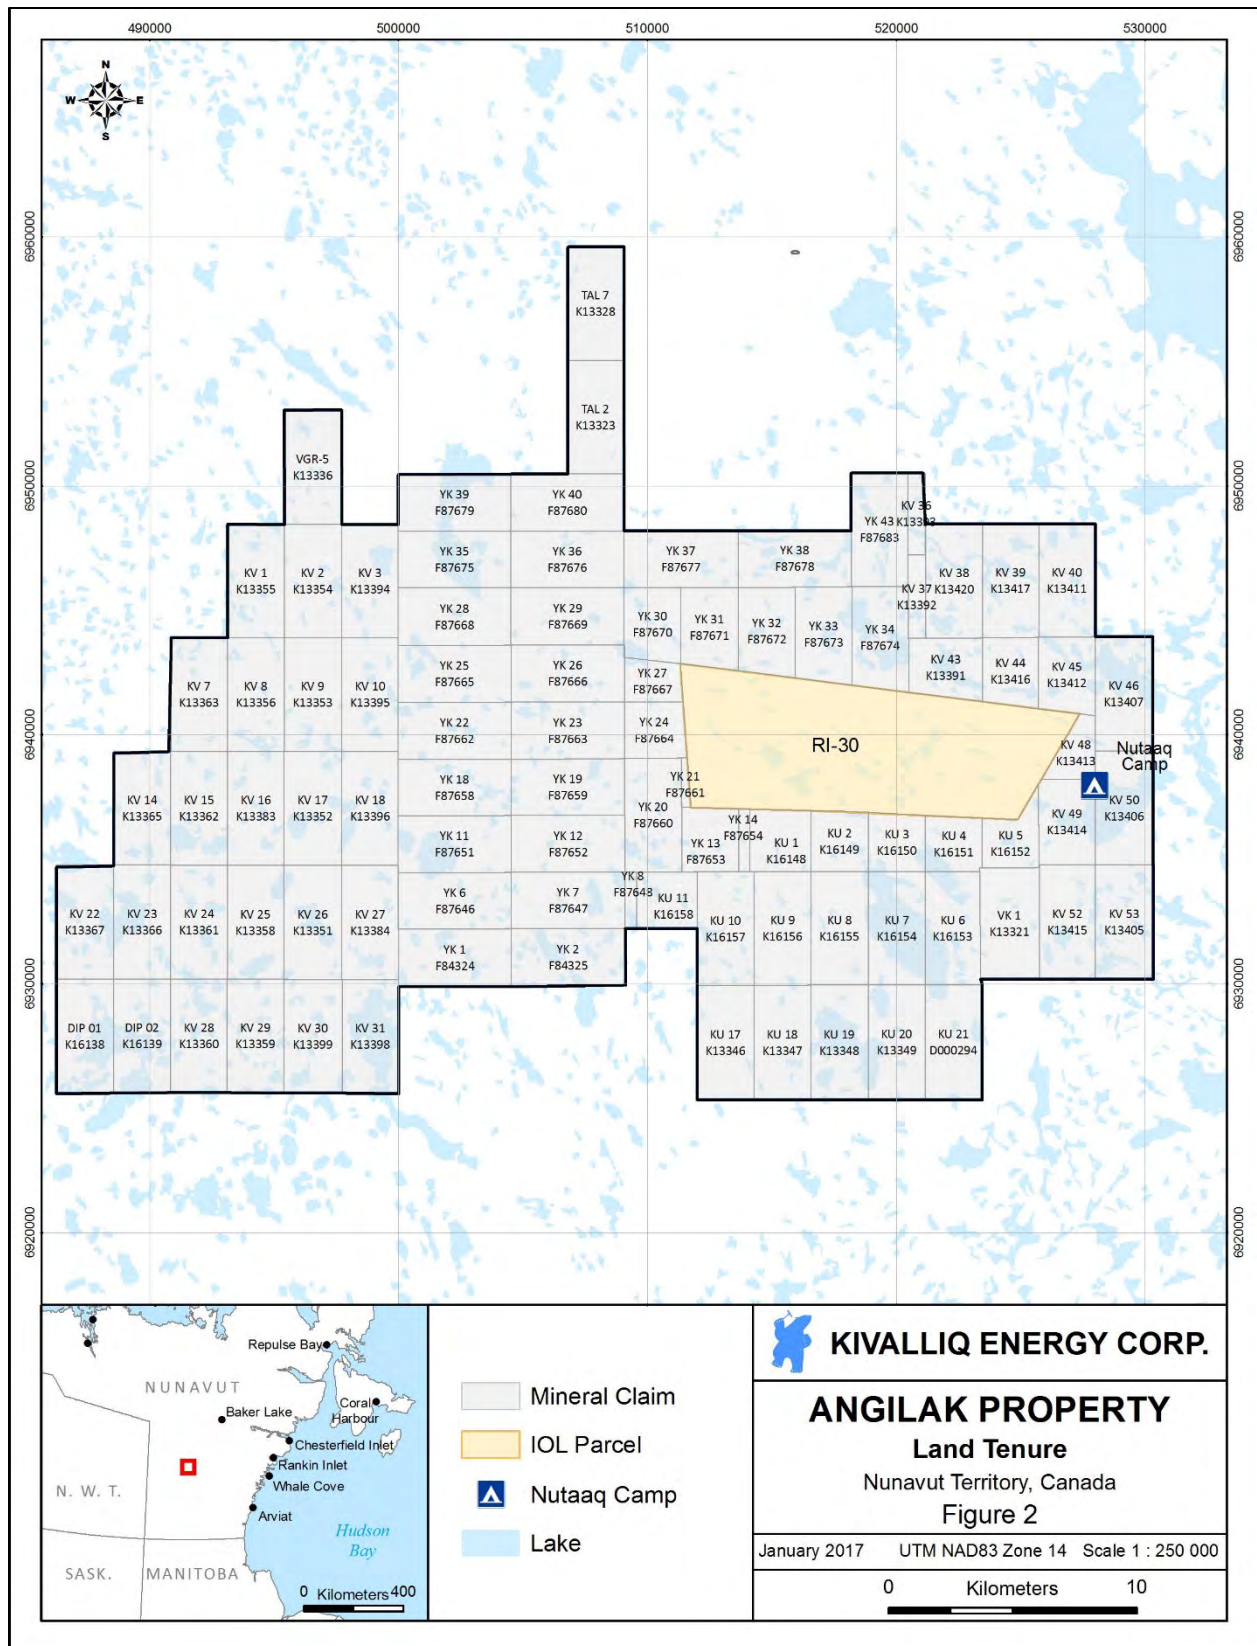 490000 500000 510000 520000 530000
N
W E
S
6960000 6960000
TAL 7
K13328
TAL 2
K13323
VGR-5
K13336
6950000 6950000
YK 39
F87679
YK 40
F87680
YK 43
F87683
KV 36
YK 35
F87675
YK 36
F87676
YK 37
F87677
YK 38
F87678
KV 1
K13355
KV 2
K13354
KV 3
K13394
KV 37
K13392
KV 38
K13420
KV 39
K13417
KV 40
K13411
YK 28
F87668
YK 29
F87669
YK 30
F87670
YK 31
F87671
YK 32
F87672
YK 33
F87673
YK 34
F87674
YK 25
F87665
YK 26
F87666
YK 27
F87667
KV 43
K13391
KV 44
K13416
KV 45
K13412
KV 46
K13407
KV 7
K13363
KV 8
K13356
KV 9
K13353
KV 10
K13395
6940000 6940000
YK 22
F87662
YK 23
F87663
YK 24
F87664
RI-30
KV 48
K13413
Nutaaq
Camp
YK 18
F87658
YK 19
F87659
YK 21
F87661
YK 20
F87660
KV 14
K13365
KV 15
K13362
KV 16
K13383
KV 17
K13352
KV 18
K13396
KV 49
K13414
KV 50
K13406
YK 11
F87651
YK 12
F87652
YK 13
F87653
YK 14
F87654
KU 1
K16148
KU 2
K16149
KU 3
K16150
KU 4
K16151
KU 5
K16152
YK 6
F87646
YK 7
F87647
YK 8
F87648
KU 11
K16158
KV 22
K13367
KV 23
K13366
KV 24
K13361
KV 25
K13358
KV 26
K13351
KV 27
K13384
KU 10
K16157
KU 9
K16156
KU 8
K16155
KU 7
K16154
KU 6
K16153
VK 1
K13321
KV 52
K13415
KV 53
K13405
YK 1
F84324
YK 2
F84325
6930000 6930000
DIP 01
K16138
DIP 02
K16139
KV 28
K13360
KV 29
K13359
KV 30
K13399
KV 31
K13398
KU 17
K13346
KU 18
K13347
KU 19
K13348
KU 20
K13349
KU 21
D000294
6920000 6920000
Repulse Bay
NUNAVUT
Coral
Harbour
Baker Lake
Chesterfield Inlet
Rankin Inlet
Whale Cove
N. W. T.
Arviat
Hudson
Bay
SASK. MANITOBA
0 Kilometers 400
Mineral Claim
IOL Parcel
Nutaaq Camp
Lake
KIVALLIQ ENERGY CORP.
ANGILAK PROPERTY
Land Tenure
Nunavut Territory, Canada
Figure 2
January 2017 UTM NAD83 Zone 14 Scale 1 : 250 000
0 Kilometers 10